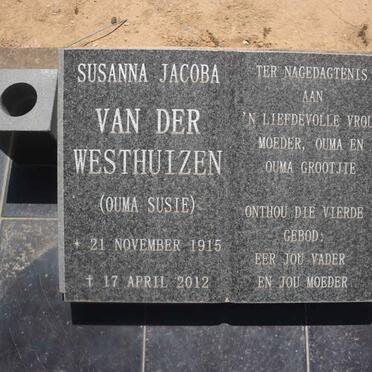 SUSANNA JACOBA
VAN DER
WESTHUIZEN
(OUMA SUSIE)
* 21 NOVEMBER 1915
† 17 APRIL 2012
TER NAGEDAGTENIS
AAN
'N LIEFDEVOLLE VROU
MOEDER, OUMA EN
OUMA GROOTJIE
ONTHOU DIE VIERDE
GEBOD:
EER JOU VADER
EN JOU MOEDER